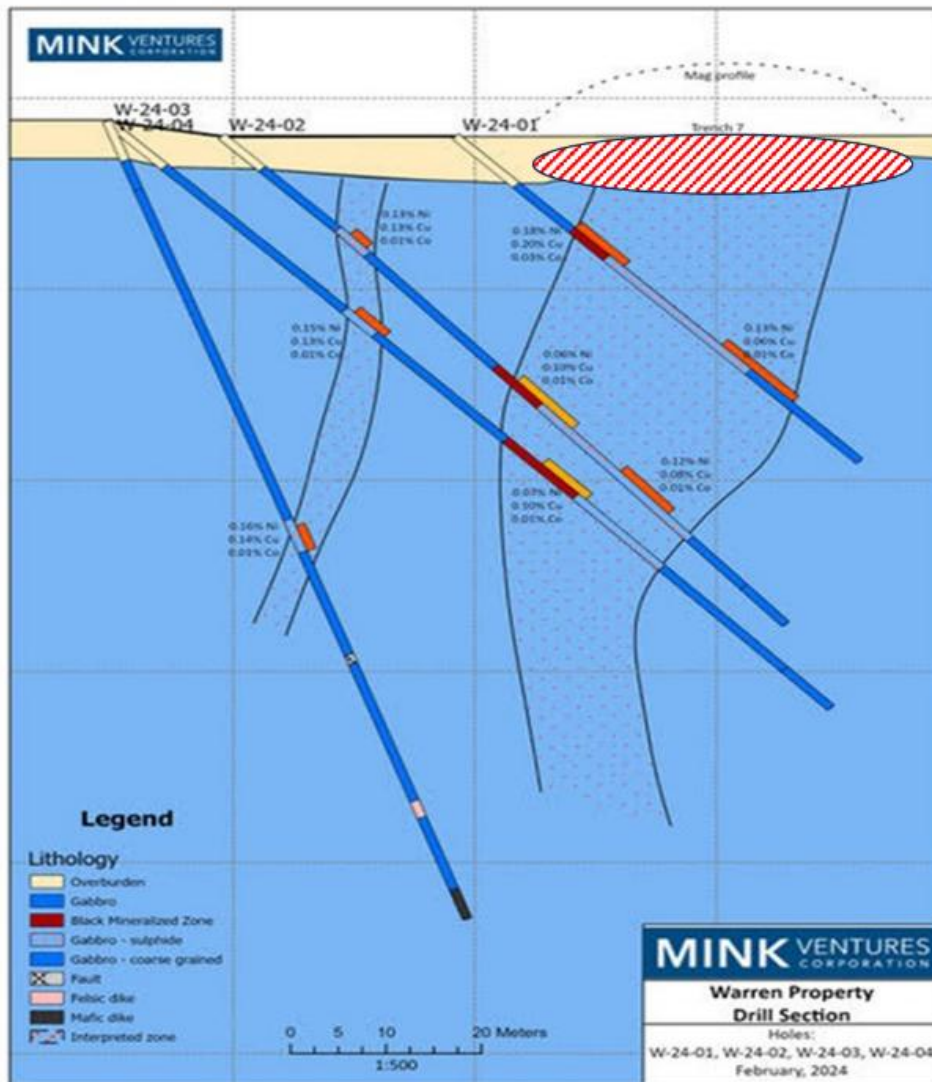 MINK VENTURES
CORPORATION
Mag profile
W-24-03
W-24-04
W-24-02
W-24-01
Trench 7
0.13% Ni
0.13% Cu
0.01% Co
0.18% Ni
0.20% Cu
0.03% Co
0.15% Ni
0.13% Cu
0.01% Co
0.13% Ni
0.06% Cu
0.01% Co
0.06% Ni
0.10% Cu
0.01% Co
0.12% Ni
0.08% Cu
0.01% Co
0.07% Ni
0.10% Cu
0.01% Co
0.16% Ni
0.14% Cu
0.01% Co
Legend
Lithology
Overburden
Gabbro
Black Mineralized Zone
Gabbro - sulphide
Gabbro - coarse grained
Fault
Felsic dike
Mafic dike
Interpreted zone
0 5 10 20 Meters
1:500
MINK VENTURES
CORPORATION
Warren Property
Drill Section
Holes:
W-24-01, W-24-02, W-24-03, W-24-04
February, 2024